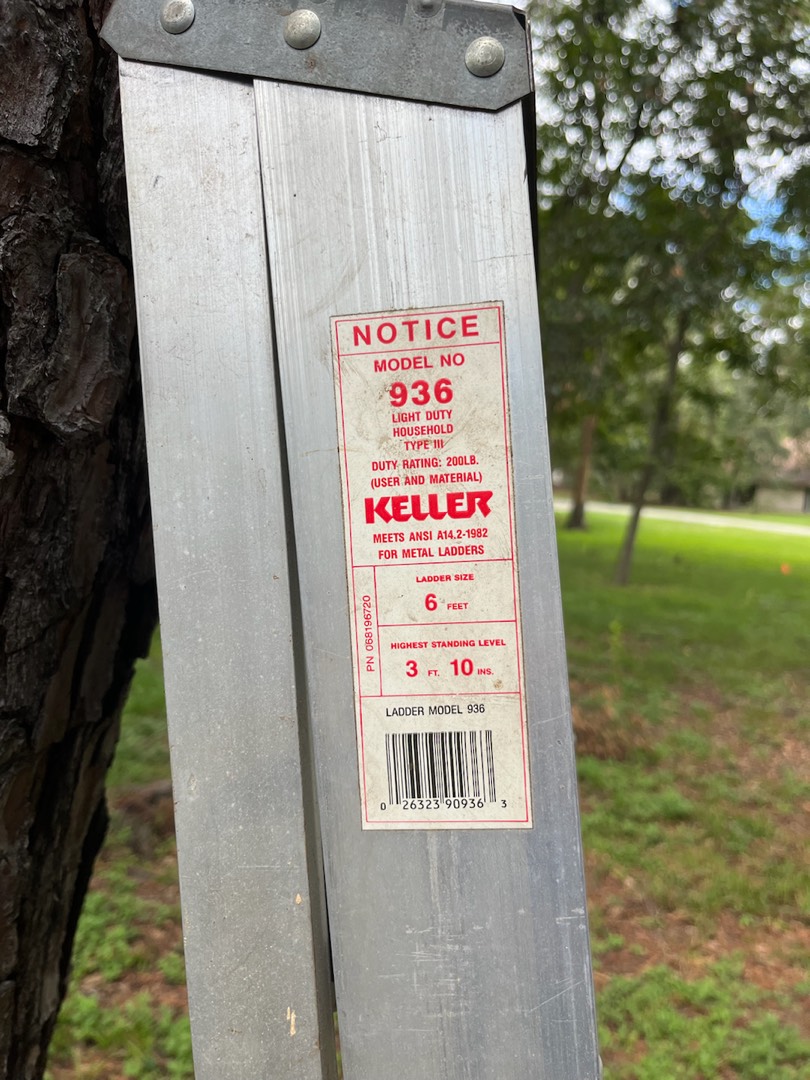 NOTICE
MODEL NO
936
LIGHT DUTY
HOUSEHOLD
TYPE III
DUTY RATING: 200LB.
(USER AND MATERIAL)
KELLER
MEETS ANSI A14.2-1982
FOR METAL LADDERS
PN 068196720
LADDER SIZE
6 FEET
HIGHEST STANDING LEVEL
3 FT. 10 INS.
LADDER MODEL 936
0 26323 90936 3